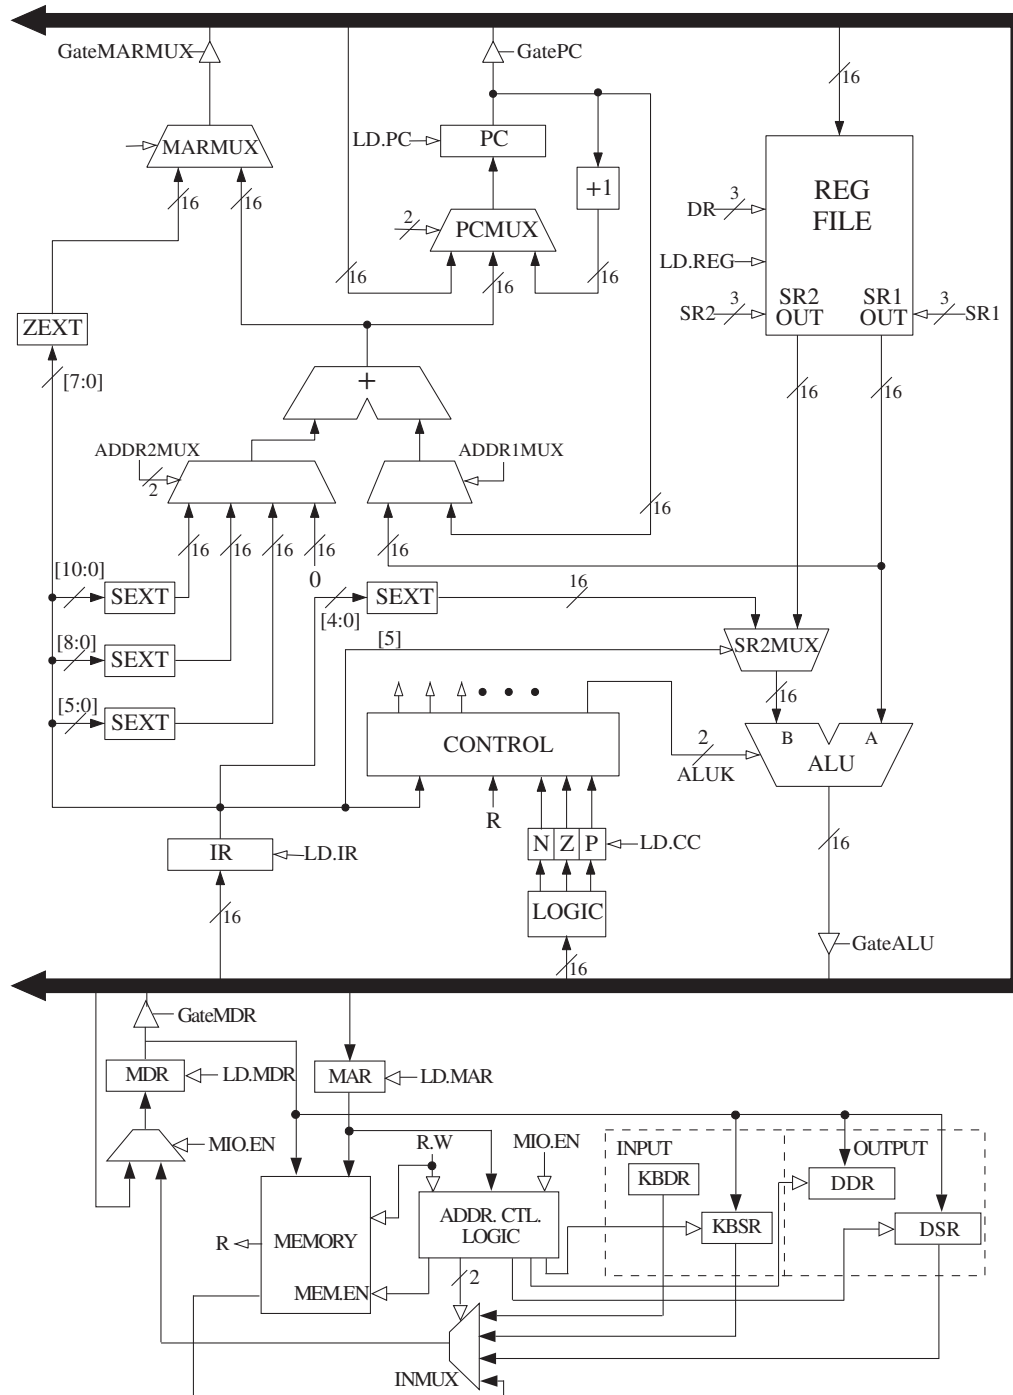 GateMARMUX
GatePC
16
MARMUX
LD.PC
PC
REG
FILE
+1
16
16
DR
3
2
PCMUX
LD.REG
16
16
16
SR2
3
SR2
OUT
SR1
OUT
3
SR1
ZEXT
[7:0]
+
16
16
ADDR2MUX
2
ADDR1MUX
16
16
16
16
16
16
0
[10:0]
SEXT
[4:0]
SEXT
16
[8:0]
SEXT
[5]
SR2MUX
16
[5:0]
SEXT
CONTROL
2
ALUK
B
A
ALU
R
IR
LD.IR
N
Z
P
LD.CC
16
16
LOGIC
GateALU
16
GateMDR
MDR
LD.MDR
MAR
LD.MAR
MIO.EN
R.W
MIO.EN
INPUT
OUTPUT
KBDR
DDR
ADDR. CTL.
LOGIC
KBSR
DSR
R
MEMORY
MEM.EN
2
INMUX